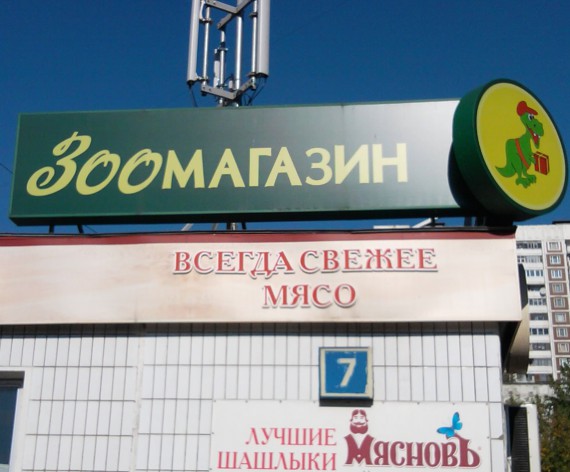 Зоомагазин
ВСЕГДА СВЕЖЕЕ
МЯСО
7
ЛУЧШИЕ
ШАШЛЫКИ
МЯСНОВЪ